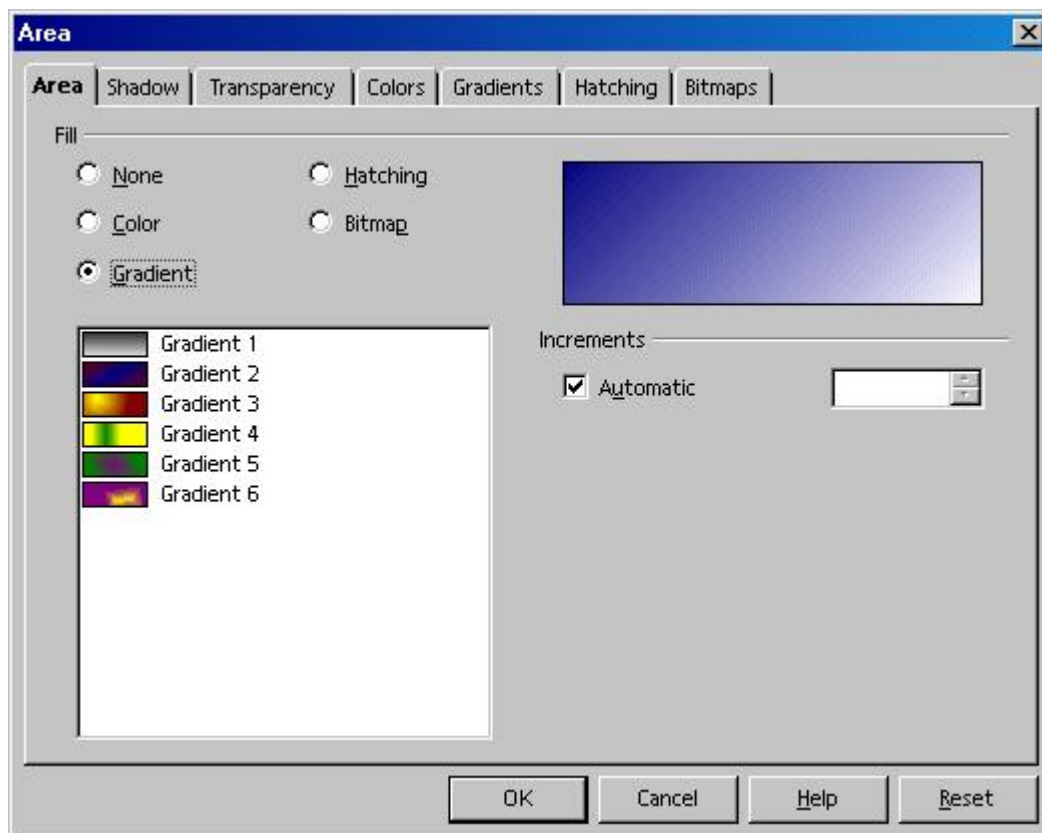 Area
Area Shadow Transparency Colors Gradients Hatching Bitmaps
Fill
None Hatching
Color Bitmap
Gradient
Gradient 1
Gradient 2
Gradient 3
Gradient 4
Gradient 5
Gradient 6
Increments
Automatic
OK Cancel Help Reset